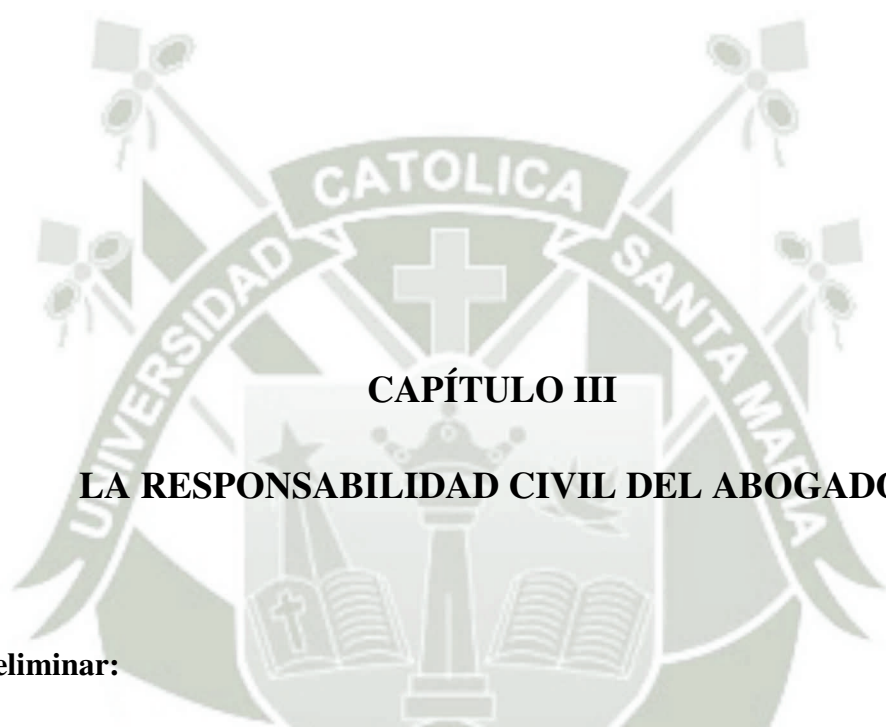 CATOLICA
UNIVERSIDAD
SANTA MARIA
CAPÍTULO III
LA RESPONSABILIDAD CIVIL DEL ABOGADO
eliminar: